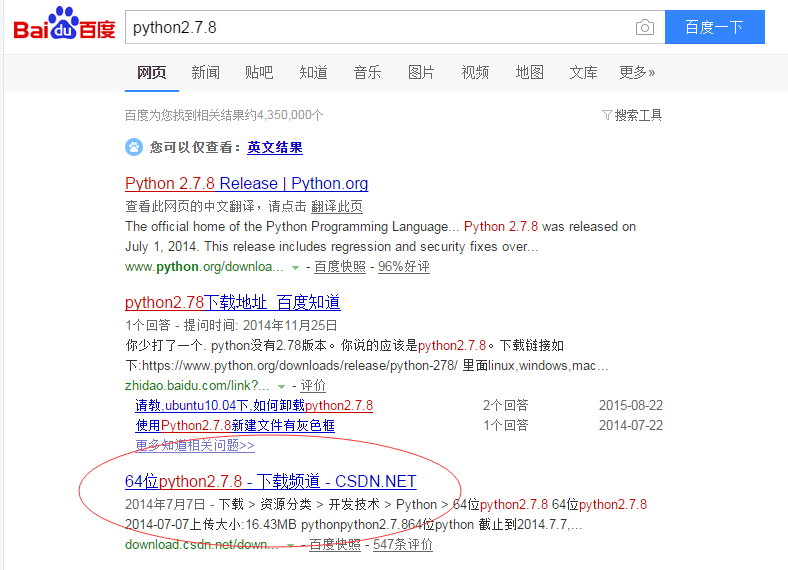 Bai du 百度 python2.7.8 百度一下
网页 新闻 贴吧 知道 音乐 图片 视频 地图 文库 更多»
百度为您找到相关结果约4,350,000个 搜索工具
您可以仅查看：英文结果
Python 2.7.8 Release | Python.org
查看此网页的中文翻译，请点击 翻译此页
The official home of the Python Programming Language... Python 2.7.8 was released on
July 1, 2014. This release includes regression and security fixes over...
www.python.org/downloa... - 百度快照 - 96%好评
python2.78下载地址_百度知道
1个回答 - 提问时间: 2014年11月25日
你少打了一个. python没有2.78版本。你说的应该是python2.7.8。下载链接如
下:https://www.python.org/downloads/release/python-278/ 里面linux,windows,mac...
zhidao.baidu.com/link?... - 评价
请教,ubuntu10.04下,如何卸载python2.7.8 2个回答 2015-08-22
使用Python2.7.8新建文件有灰色框 1个回答 2014-07-22
更多知道相关问题>>
64位python2.7.8 - 下载频道 - CSDN.NET
2014年7月7日 - 下载 > 资源分类 > 开发技术 > Python > 64位python2.7.8 64位python2.7.8
2014-07-07上传大小:16.43MB pythonpython2.7.864位python 截止到2014.7.7,...
download.csdn.net/down... - 百度快照 - 547条评价